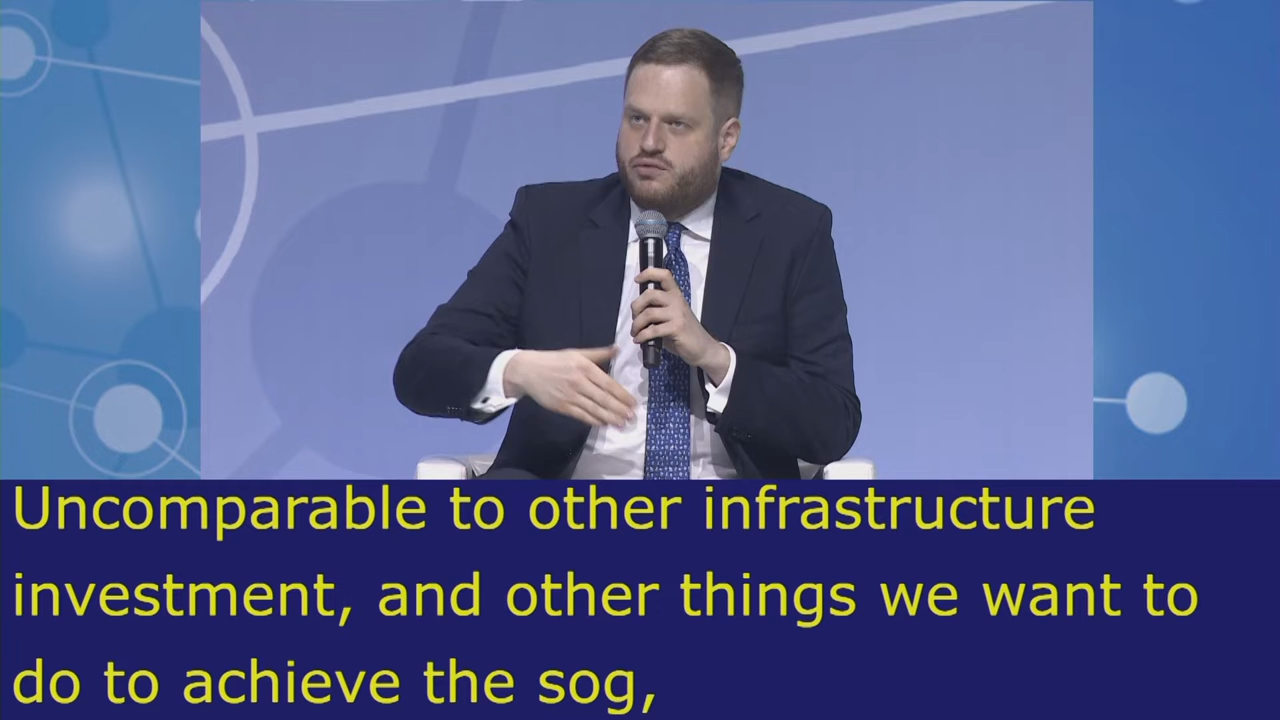 Uncomparable to other infrastructure
investment, and other things we want to
do to achieve the sog,